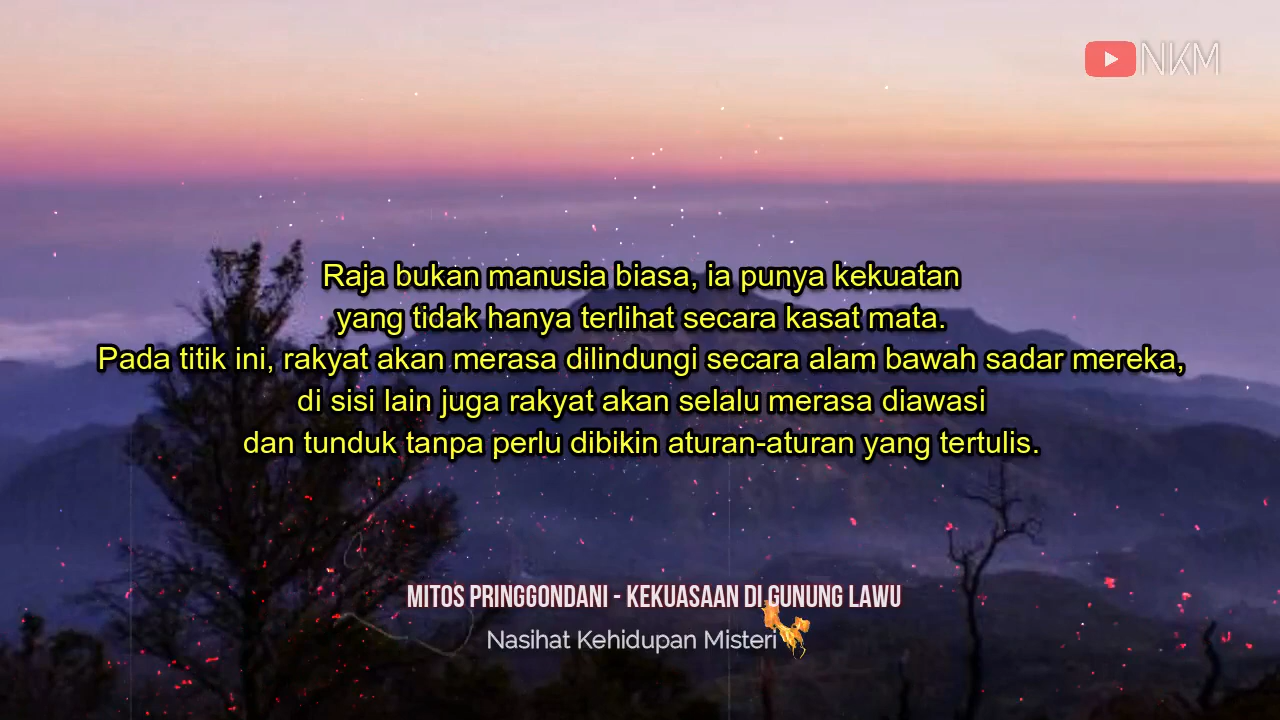 NKM
Raja bukan manusia biasa, ia punya kekuatan
yang tidak hanya terlihat secara kasat mata.
Pada titik ini, rakyat akan merasa dilindungi secara alam bawah sadar mereka,
di sisi lain juga rakyat akan selalu merasa diawasi
dan tunduk tanpa perlu dibikin aturan-aturan yang tertulis.
MITOS PRINGGONDANI - KEKUASAAN DI GUNUNG LAWU
Nasihat Kehidupan Misteri